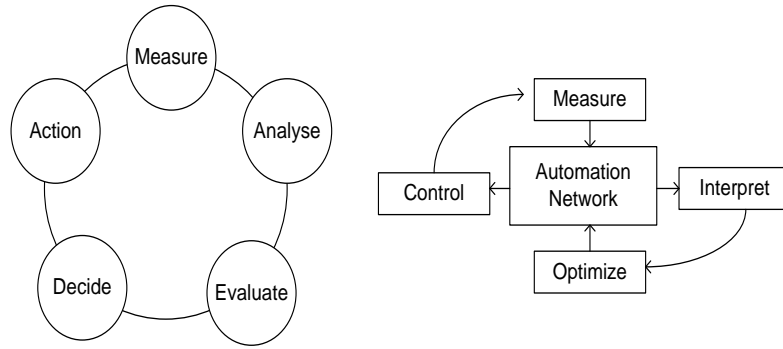 Measure
Analyse
Evaluate
Decide
Action
Measure
Automation
Network
Control
Interpret
Optimize